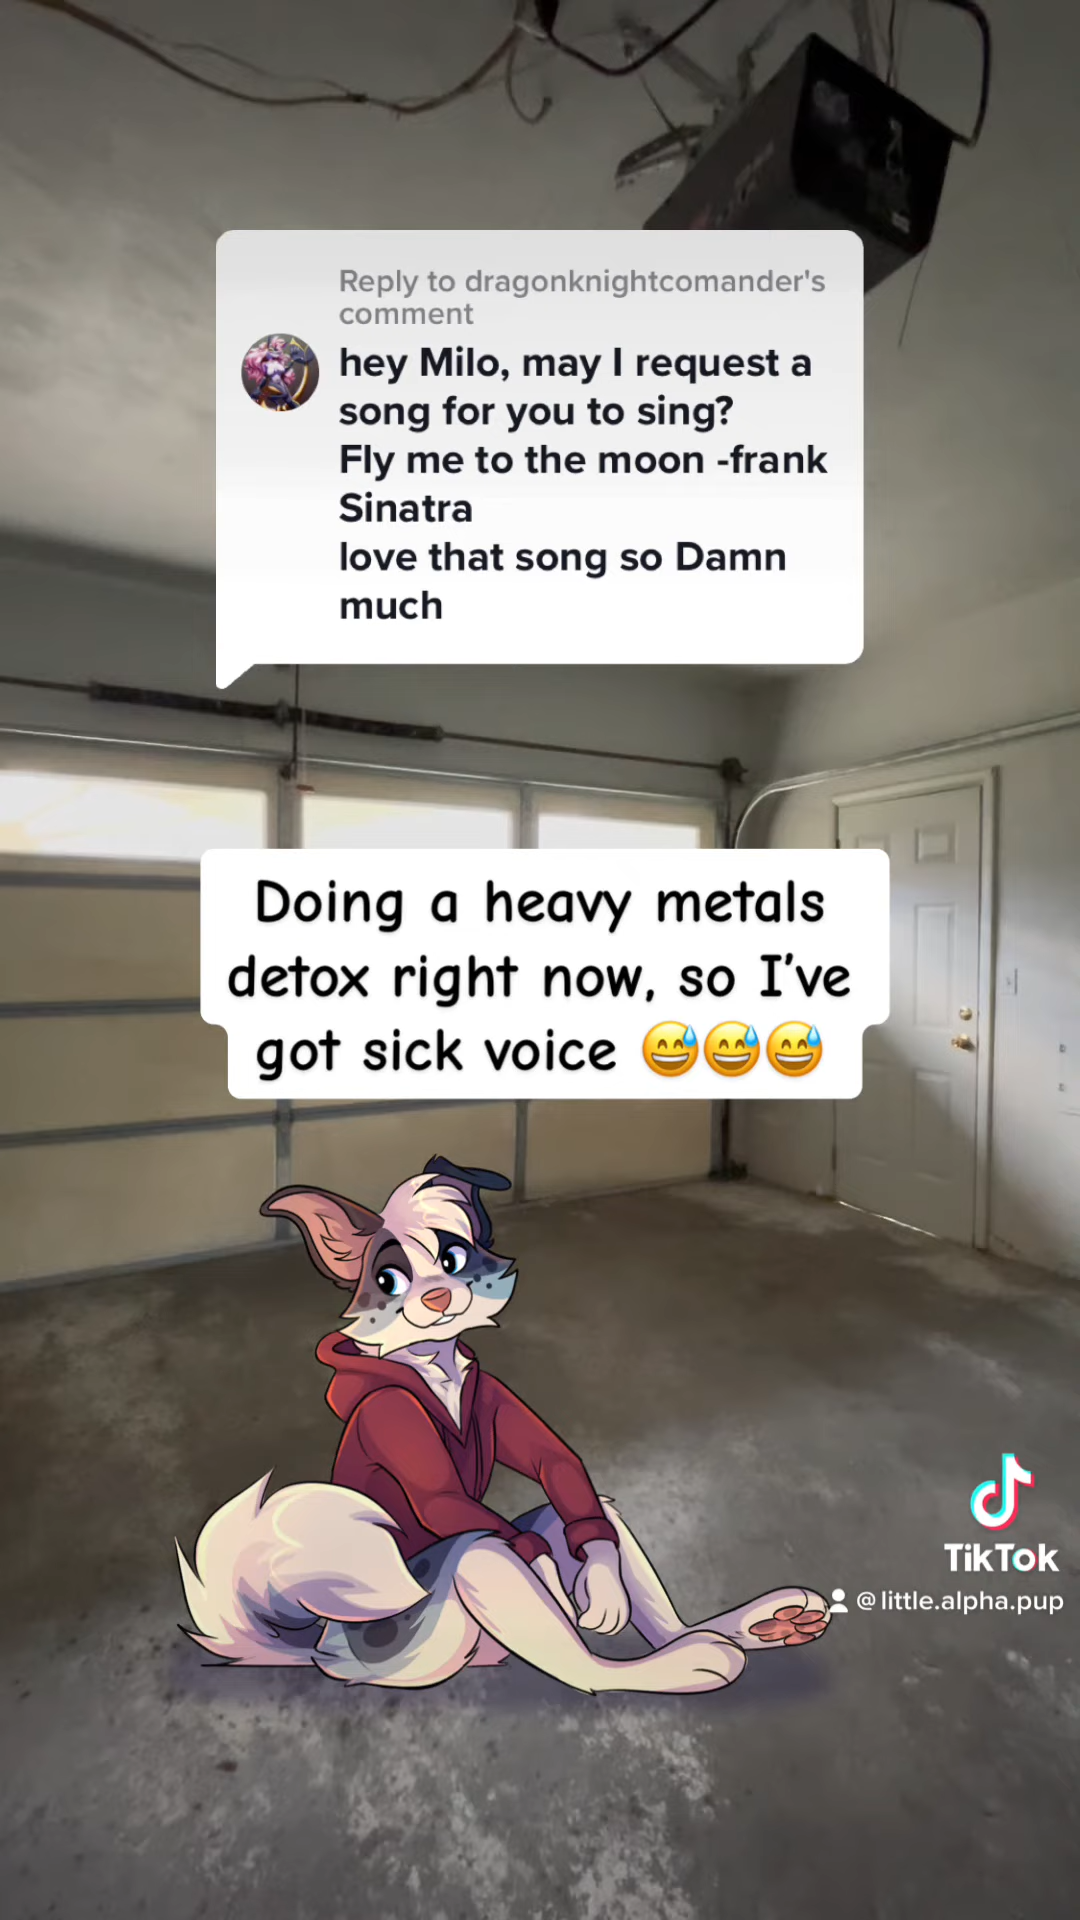 Reply to dragonknightcomander's
comment
hey Milo, may I request a
song for you to sing?
Fly me to the moon -frank
Sinatra
love that song so Damn
much
Doing a heavy metals
detox right now, so I've
got sick voice 😅😅😅
TikTok
@little.alpha.pup